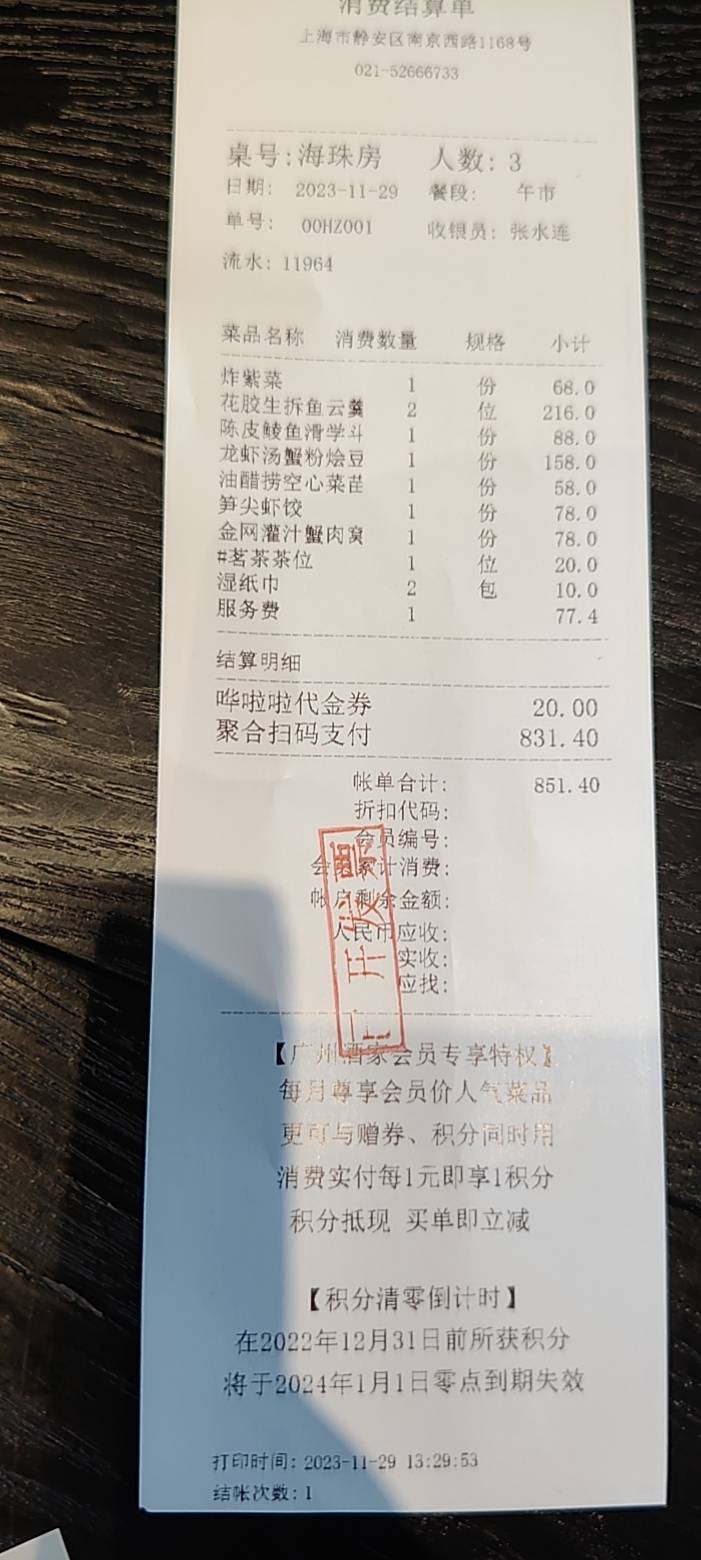 消费结算单
上海市静安区南京西路1168号
021-52666733
桌号:海珠房 人数: 3
日期: 2023-11-29 餐段: 午市
单号: 00HZ001 收银员: 张水连
流水: 11964
菜品名称 消费数量 规格 小计
炸紫菜 1 份 68.0
花胶生拆鱼云羹 2 位 216.0
陈皮鲮鱼滑学斗 1 份 88.0
龙虾汤蟹粉烩豆 1 份 158.0
油醋捞空心菜苗 1 份 58.0
笋尖虾饺 1 份 78.0
金网灌汁蟹肉窝 1 份 78.0
#茗茶茶位 1 位 20.0
湿纸巾 2 包 10.0
服务费 1 77.4
结算明细
哗啦啦代金券 20.00
聚合扫码支付 831.40
帐单合计: 851.40
折扣代码:
会员编号:
会员累计消费:
帐户剩余金额:
人民币应收:
实收:
应找:
已开发票
【广州酒家会员专享特权】
每月尊享会员价人气菜品
更可与赠券、积分同时用
消费实付每1元即享1积分
积分抵现 买单即立减
【积分清零倒计时】
在2022年12月31日前所获积分
将于2024年1月1日零点到期失效
打印时间: 2023-11-29 13:29:53
结帐次数: 1